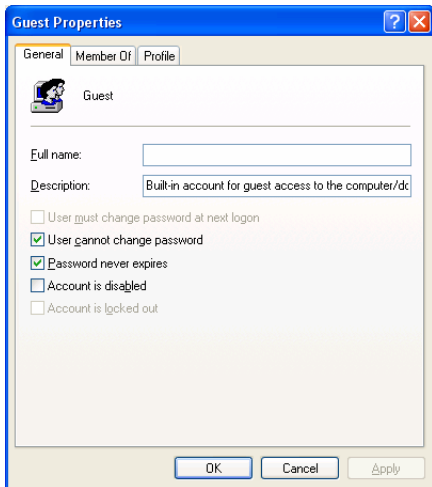 Guest Properties
General Member Of Profile
Guest
Full name:
Description: Built-in account for guest access to the computer/dc
User must change password at next logon
User cannot change password
Password never expires
Account is disabled
Account is locked out
OK Cancel Apply